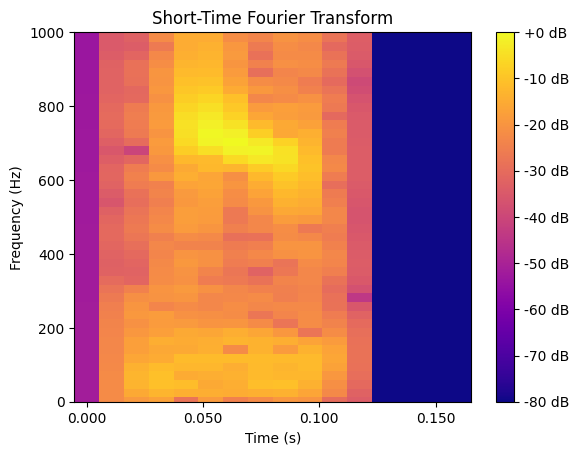 Short-Time Fourier Transform
Frequency (Hz)
1000
800
600
400
200
0
0.000
0.050
0.100
0.150
Time (s)
+0 dB
-10 dB
-20 dB
-30 dB
-40 dB
-50 dB
-60 dB
-70 dB
-80 dB